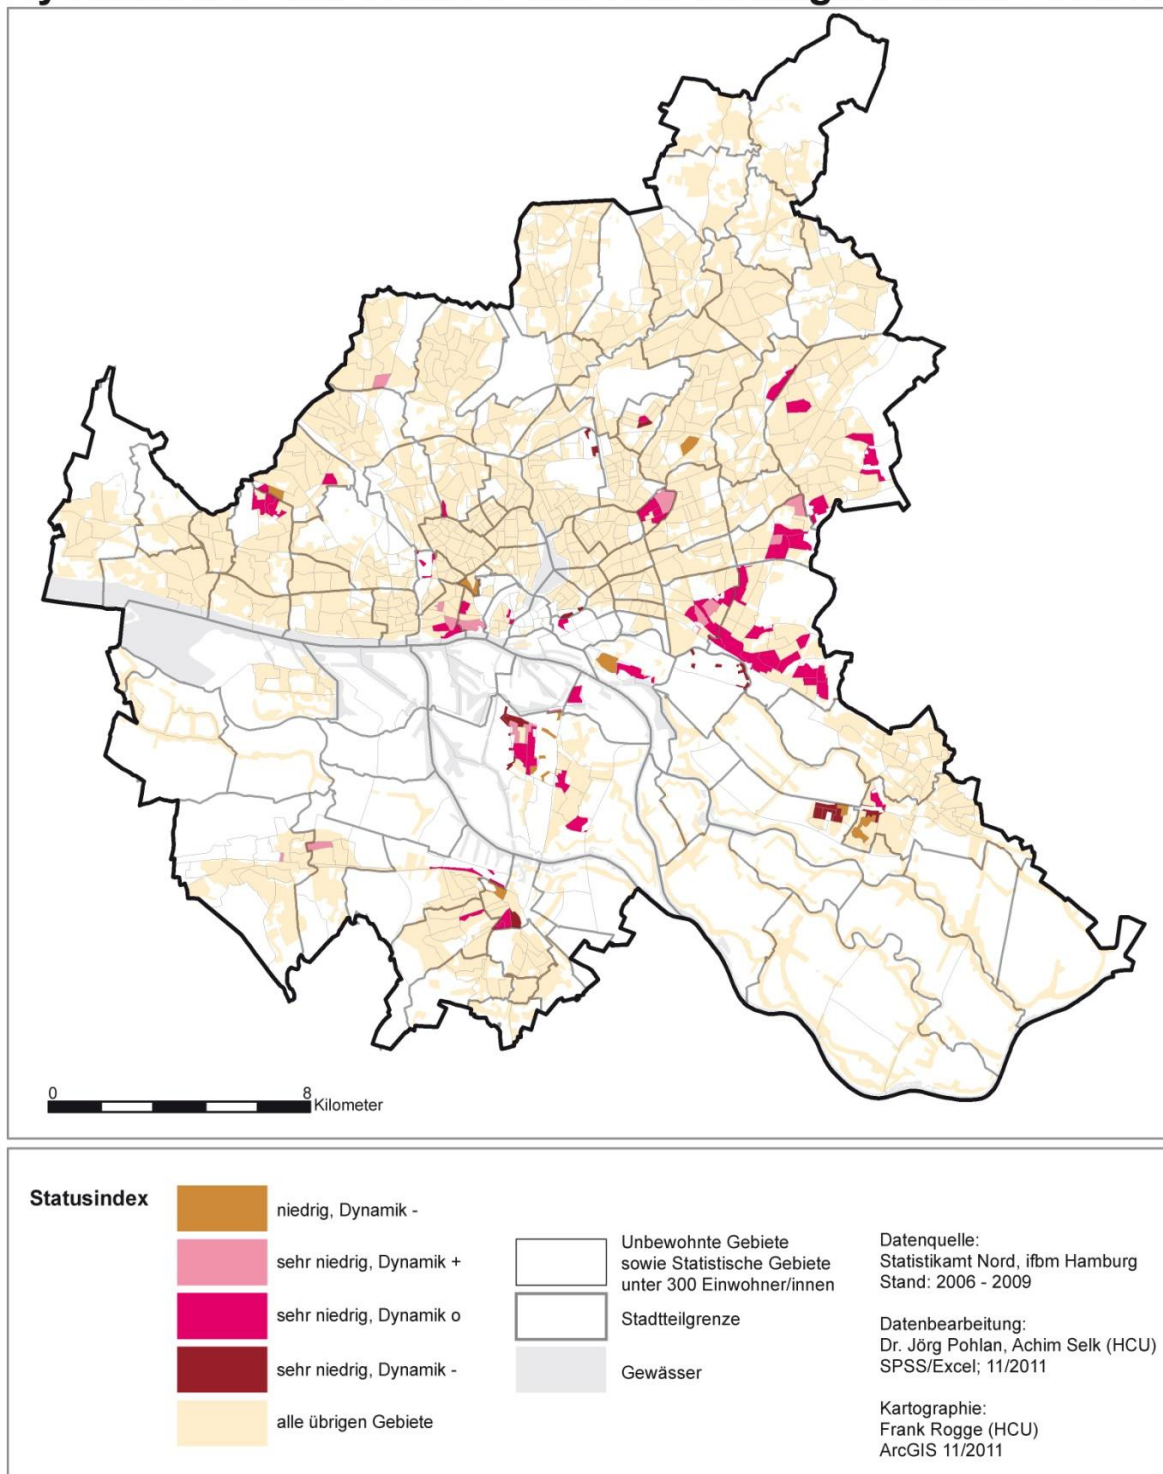 0 8
Kilometer
Statusindex
niedrig, Dynamik -
sehr niedrig, Dynamik +
sehr niedrig, Dynamik o
sehr niedrig, Dynamik -
alle übrigen Gebiete
Unbewohnte Gebiete
sowie Statistische Gebiete
unter 300 Einwohner/innen
Stadtteilgrenze
Gewässer
Datenquelle:
Statistikamt Nord, ifbm Hamburg
Stand: 2006 - 2009
Datenbearbeitung:
Dr. Jörg Pohlan, Achim Selk (HCU)
SPSS/Excel; 11/2011
Kartographie:
Frank Rogge (HCU)
ArcGIS 11/2011